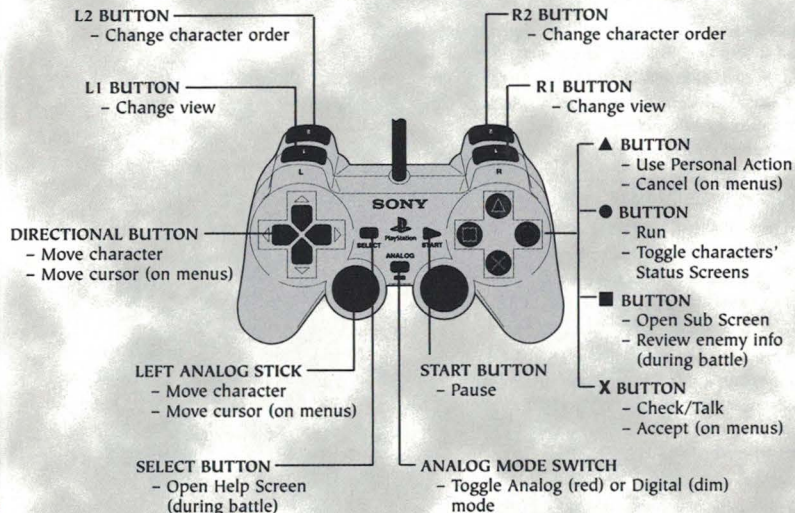 L2 BUTTON
– Change character order
R2 BUTTON
– Change character order
L1 BUTTON
– Change view
R1 BUTTON
– Change view
▲ BUTTON
– Use Personal Action
– Cancel (on menus)
● BUTTON
– Run
– Toggle characters'
Status Screens
■ BUTTON
– Open Sub Screen
– Review enemy info
(during battle)
X BUTTON
– Check/Talk
– Accept (on menus)
DIRECTIONAL BUTTON
– Move character
– Move cursor (on menus)
L
R
SONY
SELECT
PlayStation
START
ANALOG
LEFT ANALOG STICK
– Move character
– Move cursor (on menus)
START BUTTON
– Pause
SELECT BUTTON
– Open Help Screen
(during battle)
ANALOG MODE SWITCH
– Toggle Analog (red) or Digital (dim)
mode